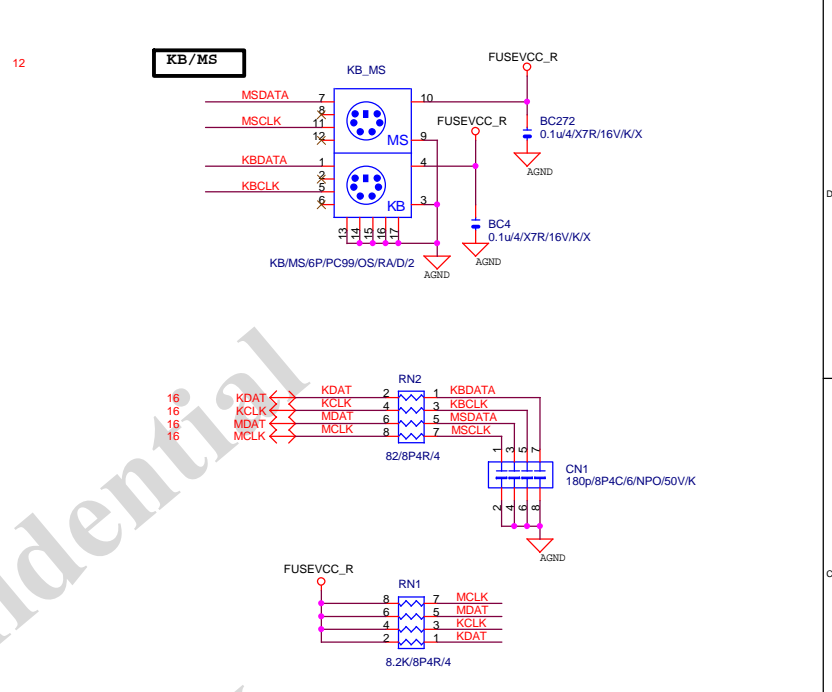 12
KB/MS
KB_MS
FUSEVCC_R
MSDATA 7 10
8
MSCLK 11
FUSEVCC_R
BC272
0.1u/4/X7R/16V/K/X
12 MS 9
KBDATA 1 4
AGND
2
KBCLK 5
6 KB 3
BC4
0.1u/4/X7R/16V/K/X
13 14 15 16 17
KB/MS/6P/PC99/OS/RA/D/2
AGND
AGND
RN2
16 KDAT KDAT 2 1 KBDATA
16 KCLK KCLK 4 3 KBCLK
16 MDAT MDAT 6 5 MSDATA
16 MCLK MCLK 8 7 MSCLK
82/8P4R/4
1 3 5 7
CN1
180p/8P4C/6/NPO/50V/K
2 4 6 8
AGND
FUSEVCC_R
RN1
8 7 MCLK
6 5 MDAT
4 3 KCLK
2 1 KDAT
8.2K/8P4R/4
D
C
fidential